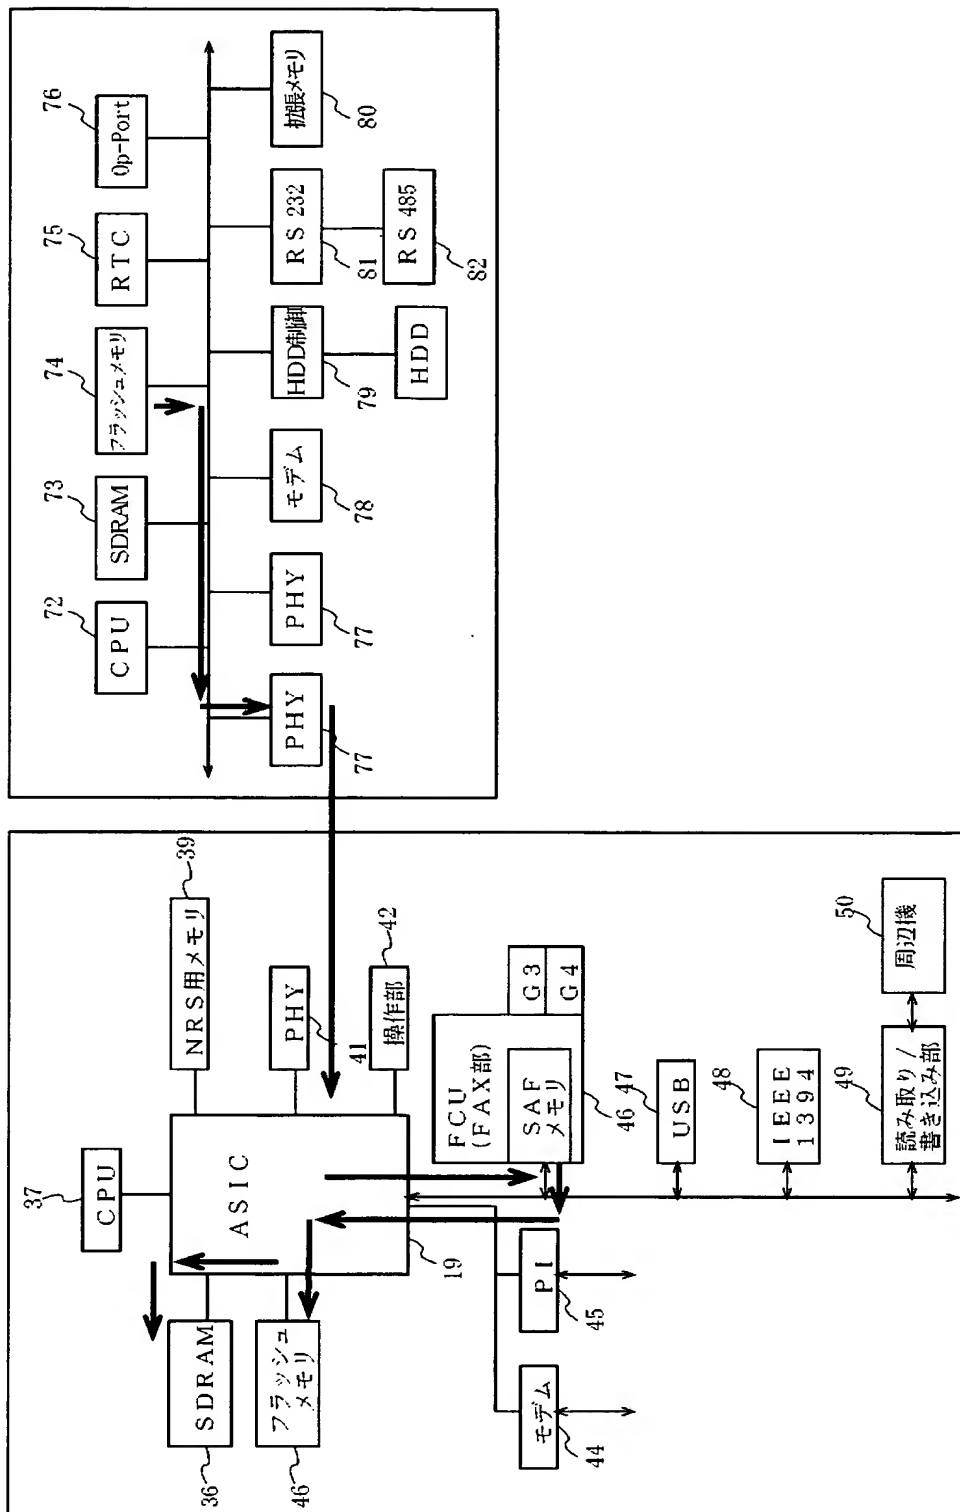 37
CPU
36
SDRAM
46
フラッシュ
メモリ
ASIC
19
39
NRS用メモリ
PHY
41
操作部
42
モデム
44
PI
45
FCU
(FAX部)
SAF
メモリ
G3
G4
46
47
USB
48
IEEE
1394
49
読み取り/
書き込み部
50
周辺機
72
CPU
73
SDRAM
74
フラッシュメモリ
75
RTC
76
Op-Port
PHY
77
PHY
77
モデム
78
HDD制御
79
HDD
RS232
81
RS485
82
拡張メモリ
80